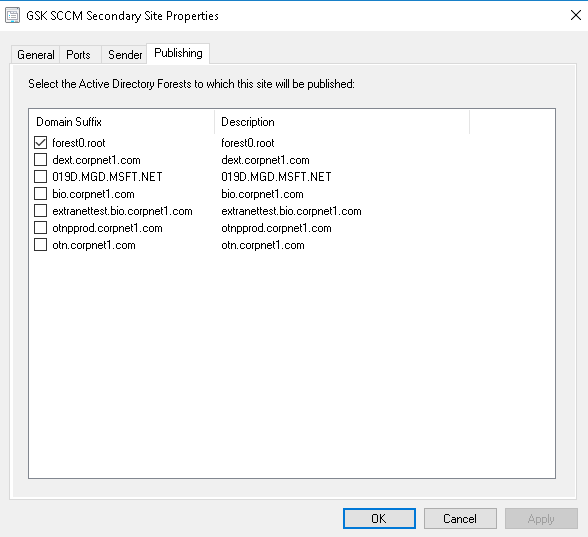 GSK SCCM Secondary Site Properties
General Ports Sender Publishing
Select the Active Directory Forests to which this site will be published:
Domain Suffix Description
forest0.root forest0.root
dext.corpnet1.com dext.corpnet1.com
019D.MGD.MSFT.NET 019D.MGD.MSFT.NET
bio.corpnet1.com bio.corpnet1.com
extranettest.bio.corpnet1.com extranettest.bio.corpnet1.com
otnpprod.corpnet1.com otnpprod.corpnet1.com
otn.corpnet1.com otn.corpnet1.com
OK Cancel Apply